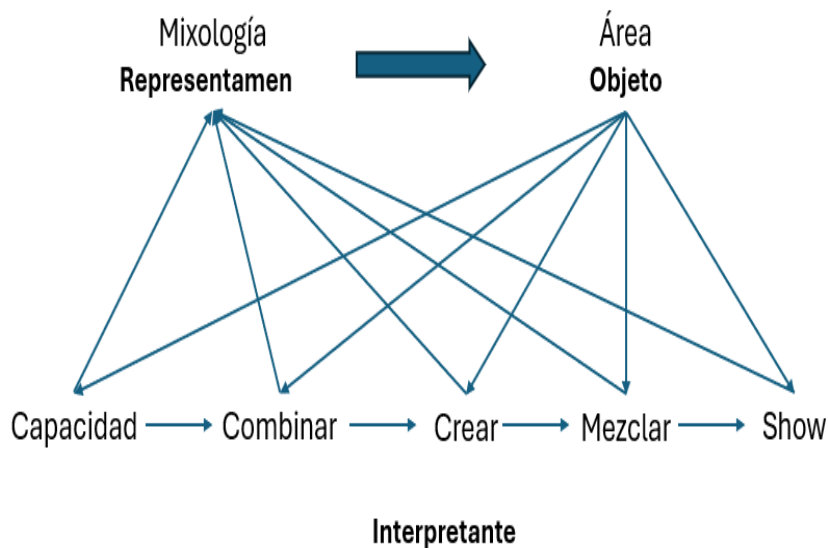 Mixología
Representamen
Área
Objeto
Capacidad
Combinar
Crear
Mezclar
Show
Interpretante